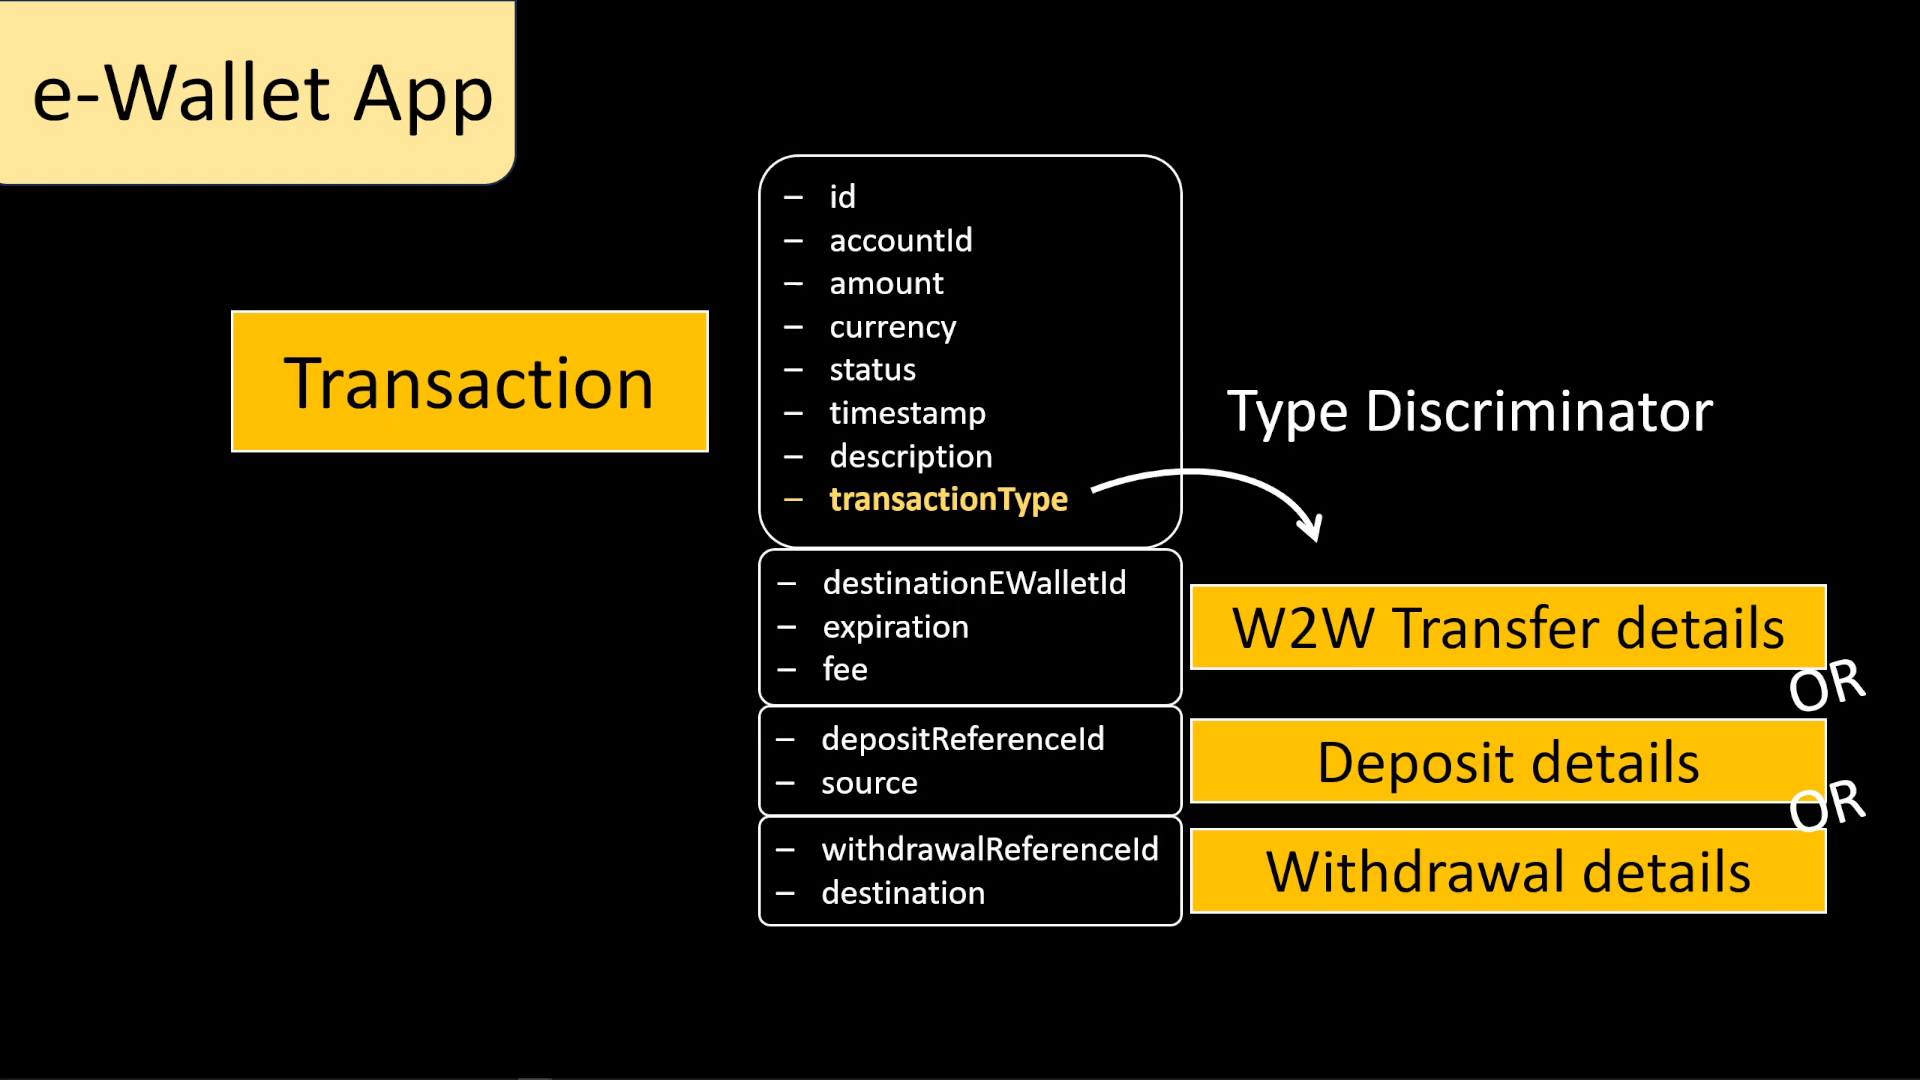 e-Wallet App
– id
– accountId
– amount
– currency
– status
– timestamp
– description
– transactionType
Transaction
Type Discriminator
– destinationEWalletId
– expiration
– fee
W2W Transfer details
OR
– depositReferenceId
– source
Deposit details
OR
– withdrawalReferenceId
– destination
Withdrawal details